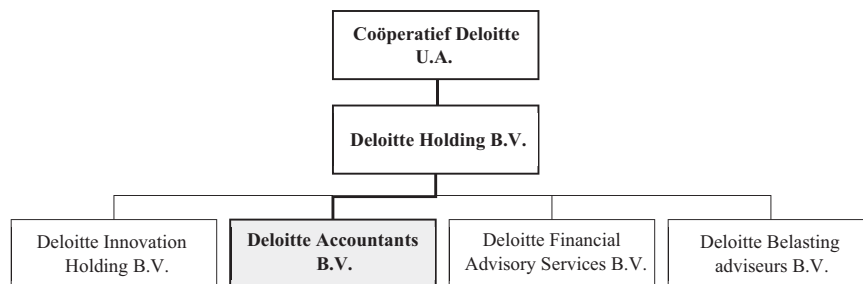 Coöperatief Deloitte
U.A.
Deloitte Holding B.V.
Deloitte Innovation
Holding B.V.
Deloitte Accountants
B.V.
Deloitte Financial
Advisory Services B.V.
Deloitte Belasting
adviseurs B.V.